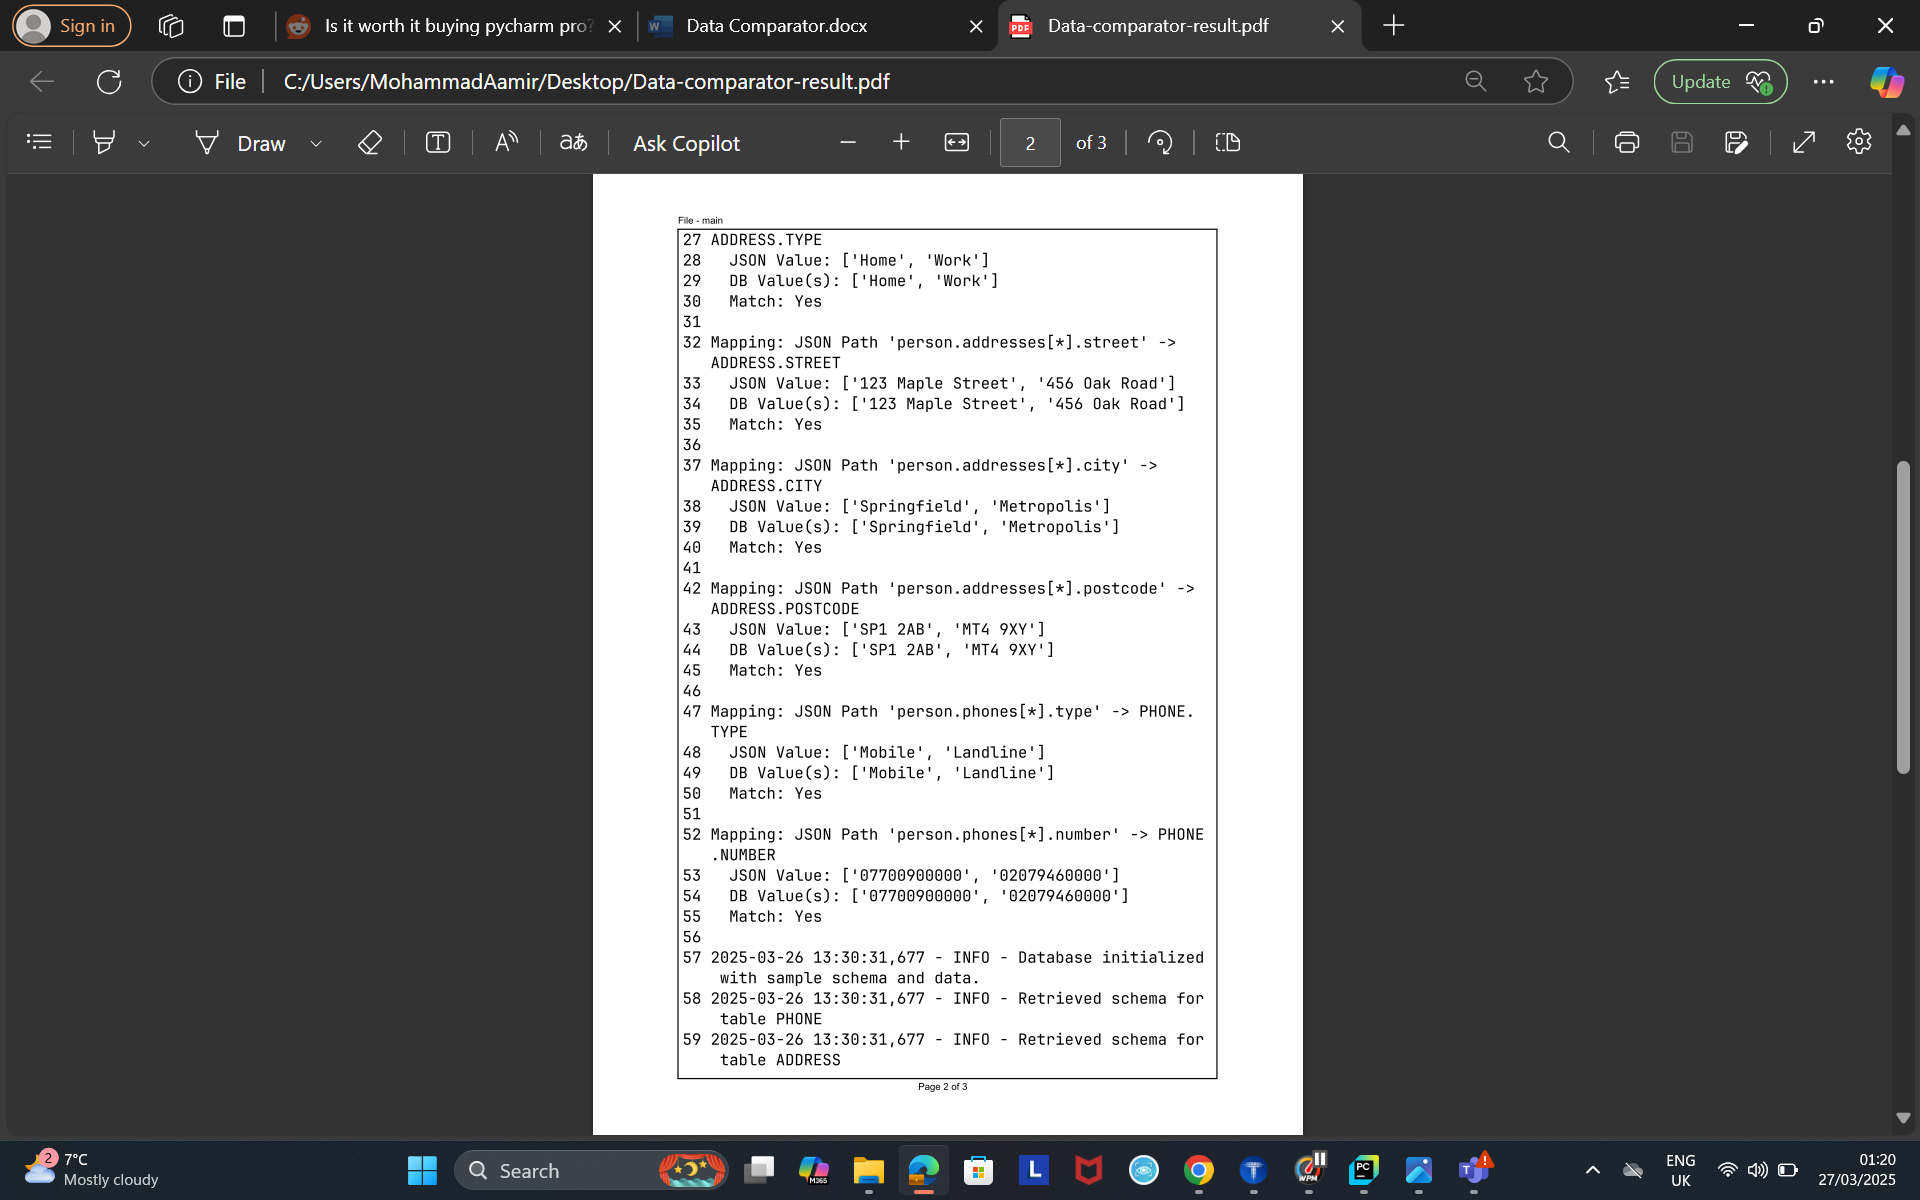 Sign in
Is it worth it buying pycharm pro?
Data Comparator.docx
Data-comparator-result.pdf
File
C:/Users/MohammadAamir/Desktop/Data-comparator-result.pdf
Update
Draw
aあ
Ask Copilot
2
of 3
File - main
27 ADDRESS.TYPE
28 JSON Value: ['Home', 'Work']
29 DB Value(s): ['Home', 'Work']
30 Match: Yes
31
32 Mapping: JSON Path 'person.addresses[*].street' ->
ADDRESS.STREET
33 JSON Value: ['123 Maple Street', '456 Oak Road']
34 DB Value(s): ['123 Maple Street', '456 Oak Road']
35 Match: Yes
36
37 Mapping: JSON Path 'person.addresses[*].city' ->
ADDRESS.CITY
38 JSON Value: ['Springfield', 'Metropolis']
39 DB Value(s): ['Springfield', 'Metropolis']
40 Match: Yes
41
42 Mapping: JSON Path 'person.addresses[*].postcode' ->
ADDRESS.POSTCODE
43 JSON Value: ['SP1 2AB', 'MT4 9XY']
44 DB Value(s): ['SP1 2AB', 'MT4 9XY']
45 Match: Yes
46
47 Mapping: JSON Path 'person.phones[*].type' -> PHONE.
TYPE
48 JSON Value: ['Mobile', 'Landline']
49 DB Value(s): ['Mobile', 'Landline']
50 Match: Yes
51
52 Mapping: JSON Path 'person.phones[*].number' -> PHONE
.NUMBER
53 JSON Value: ['07700900000', '02079460000']
54 DB Value(s): ['07700900000', '02079460000']
55 Match: Yes
56
57 2025-03-26 13:30:31,677 - INFO - Database initialized
with sample schema and data.
58 2025-03-26 13:30:31,677 - INFO - Retrieved schema for
table PHONE
59 2025-03-26 13:30:31,677 - INFO - Retrieved schema for
table ADDRESS
Page 2 of 3
2
7°C
Mostly cloudy
Search
M365
L
WPM
PC
T
ENG
UK
01:20
27/03/2025